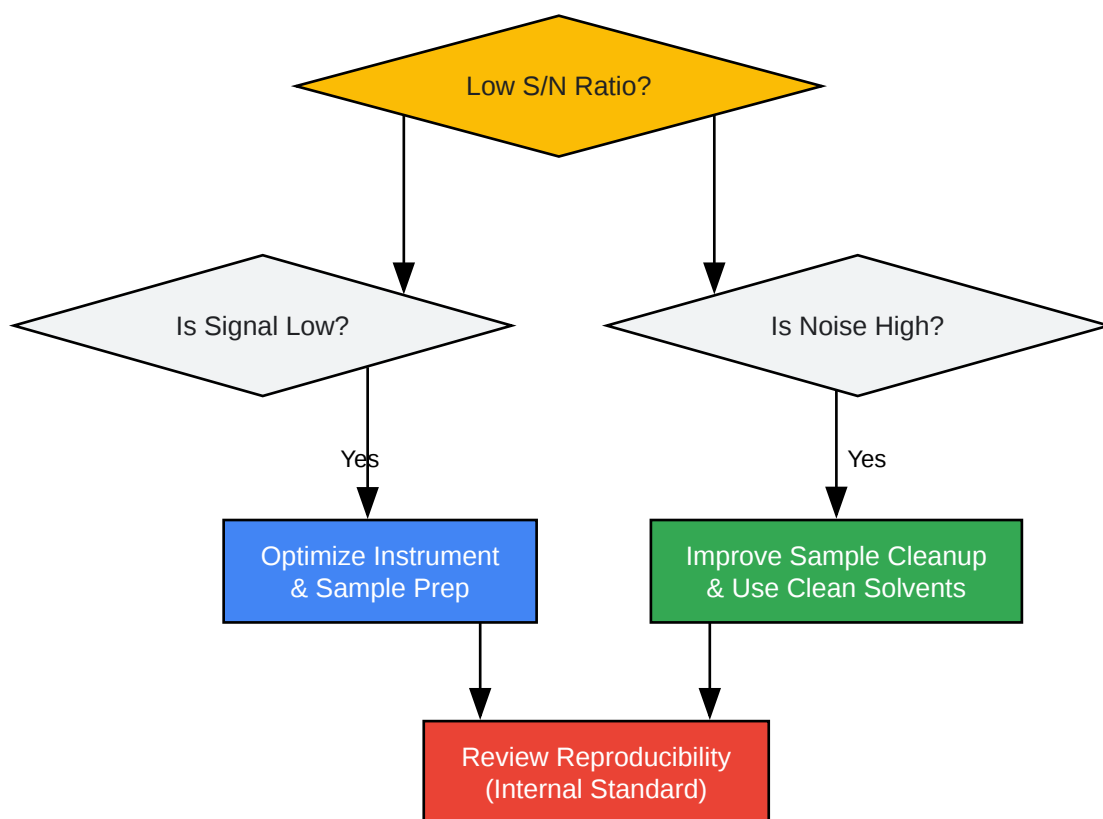 Low S/N Ratio?
Is Signal Low?
Is Noise High?
Yes
Yes
Optimize Instrument
& Sample Prep
Improve Sample Cleanup
& Use Clean Solvents
Review Reproducibility
(Internal Standard)